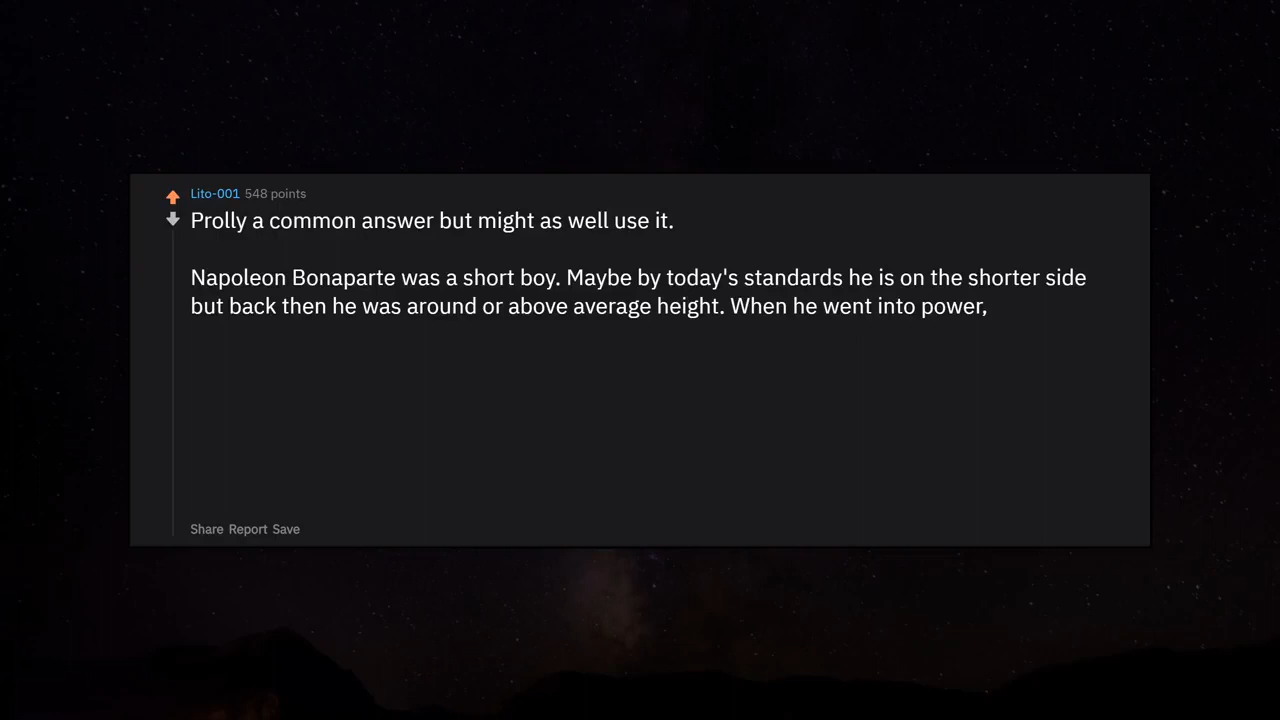 Lito-001 548 points
Prolly a common answer but might as well use it.
Napoleon Bonaparte was a short boy. Maybe by today's standards he is on the shorter side
but back then he was around or above average height. When he went into power,
Share Report Save